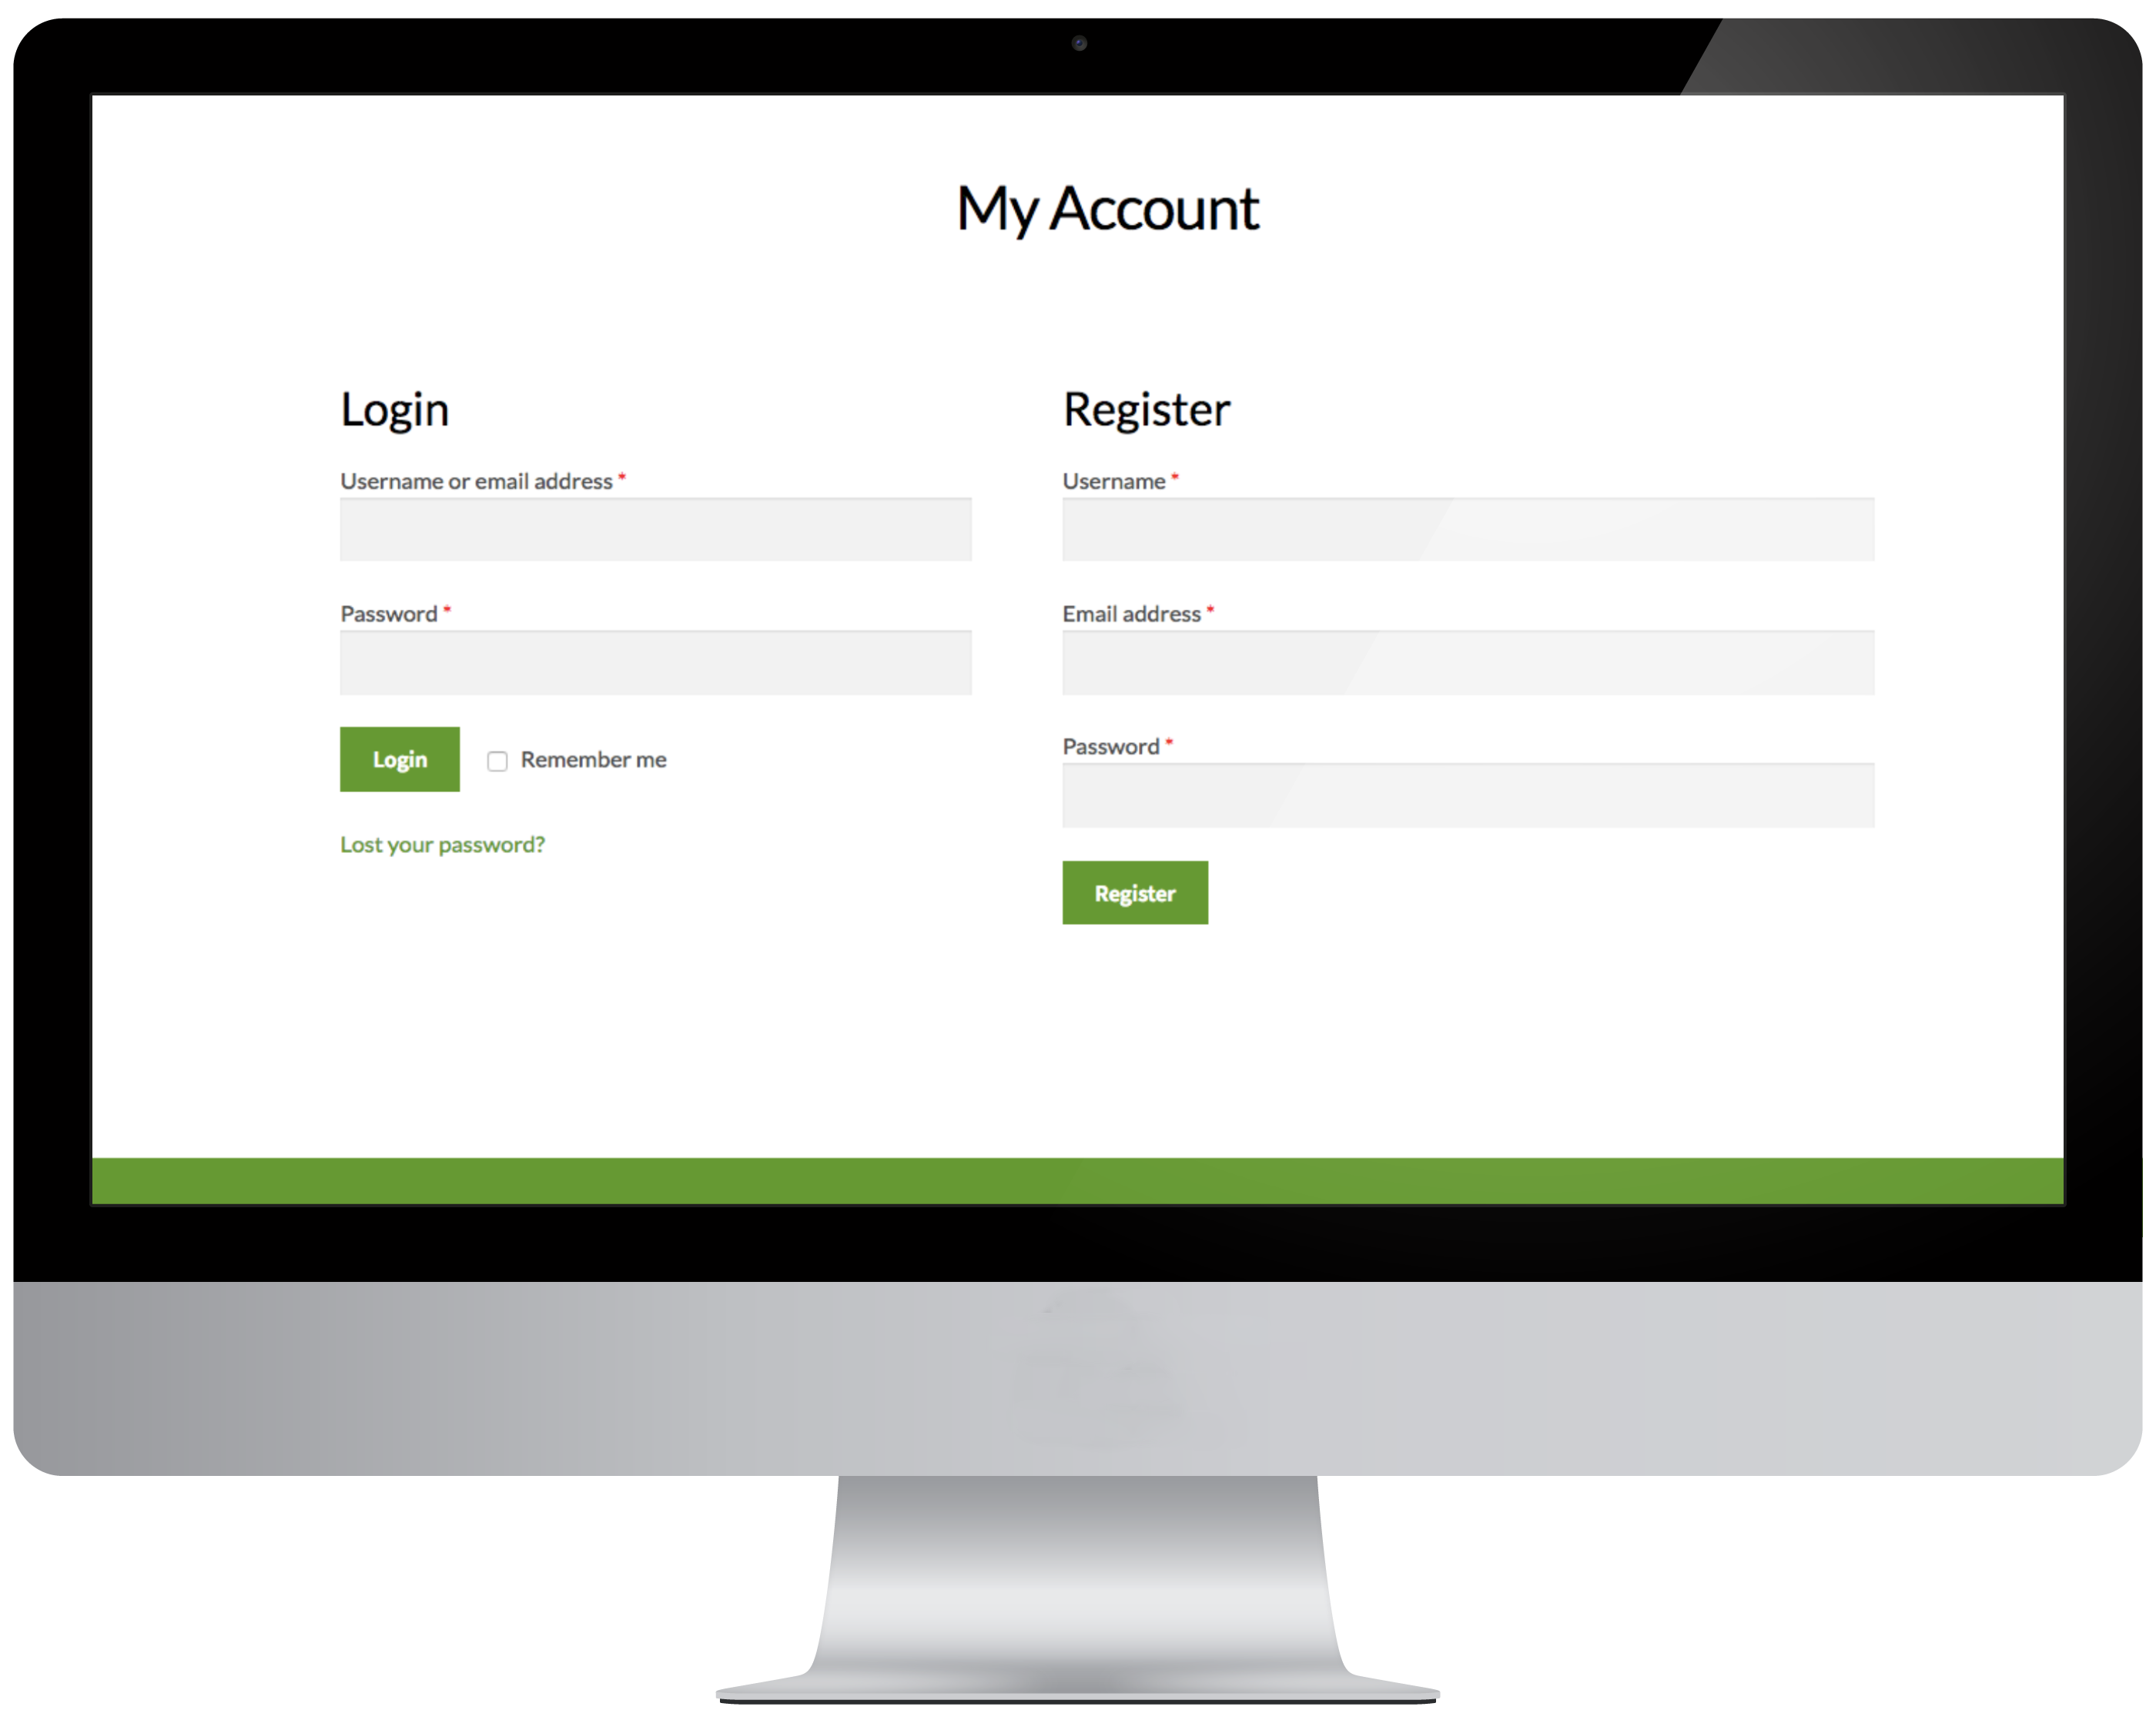 My Account
Login
Username or email address *
Password *
Login
Remember me
Lost your password?
Register
Username *
Email address *
Password *
Register